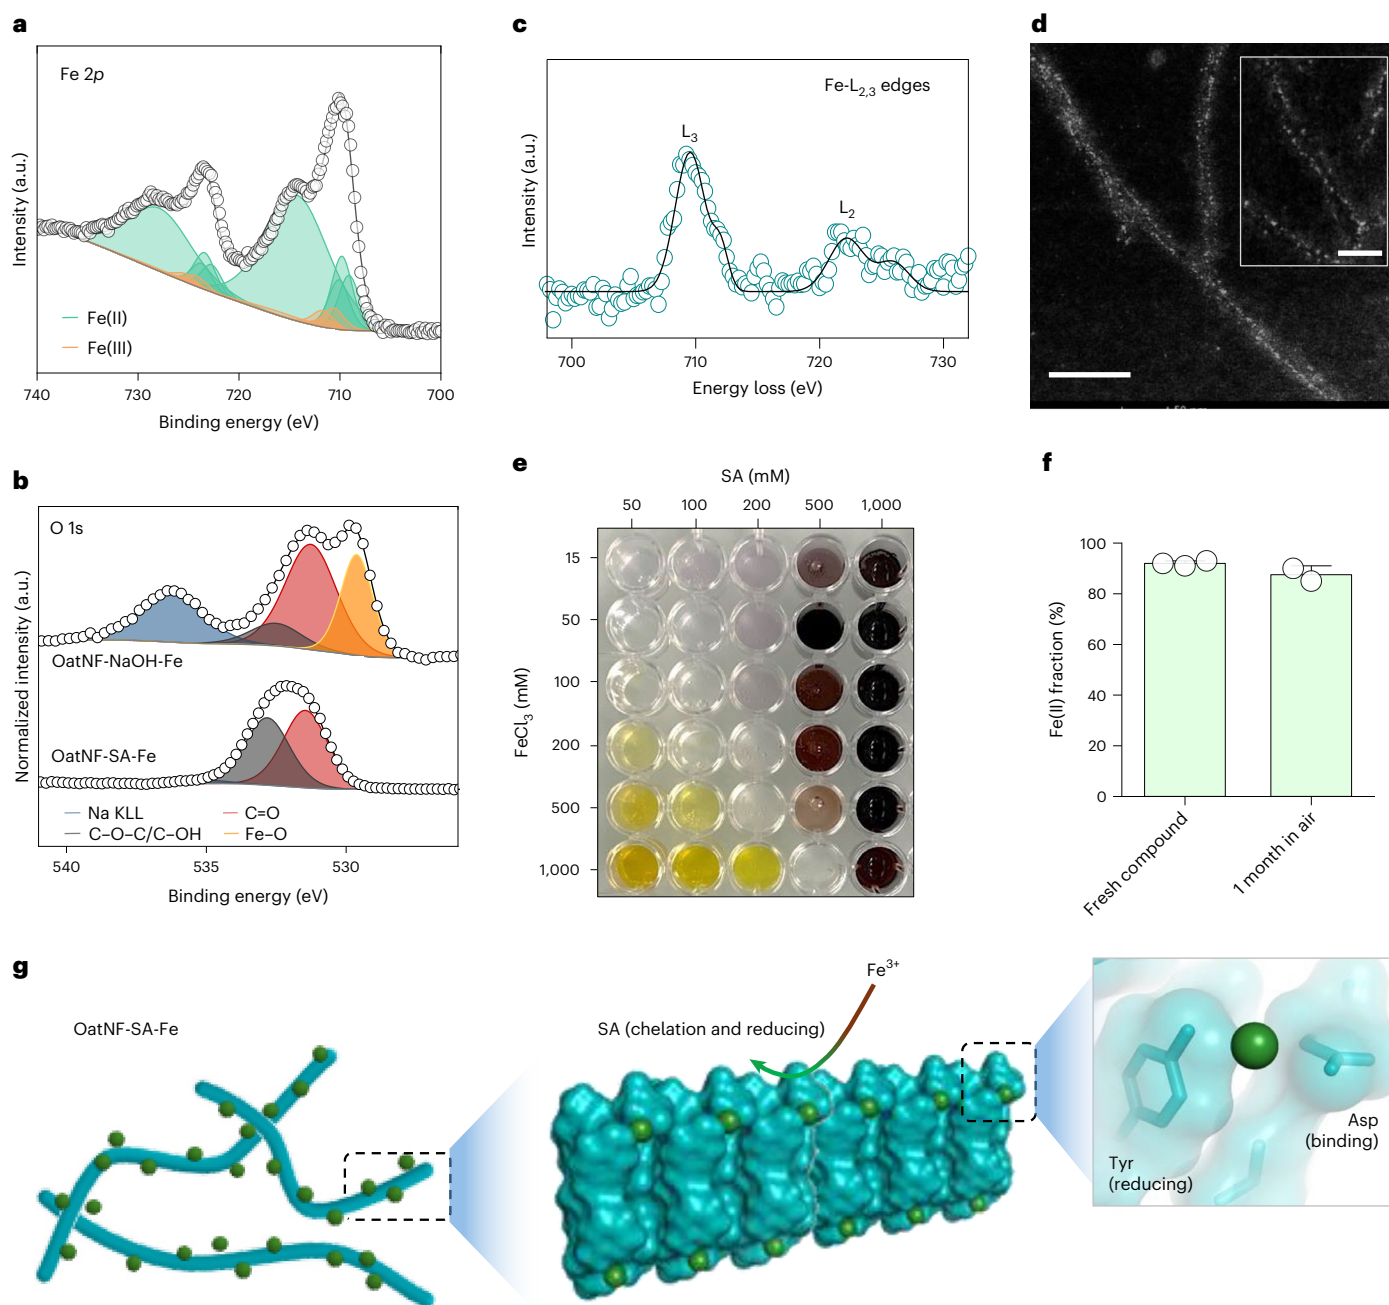 a
Fe 2p
Intensity (a.u.)
Fe(II)
Fe(III)
740 730 720 710 700
Binding energy (eV)
c
Fe-L2,3 edges
L3
L2
Intensity (a.u.)
700 710 720 730
Energy loss (eV)
d
b
O 1s
Normalized intensity (a.u.)
OatNF-NaOH-Fe
OatNF-SA-Fe
Na KLL
C=O
C–O–C/C–OH
Fe–O
540 535 530
Binding energy (eV)
e
SA (mM)
50 100 200 500 1,000
FeCl3 (mM)
15
50
100
200
500
1,000
f
Fe(II) fraction (%)
100
80
60
40
20
0
Fresh compound
1 month in air
g
OatNF-SA-Fe
Fe3+
SA (chelation and reducing)
Asp
(binding)
Tyr
(reducing)